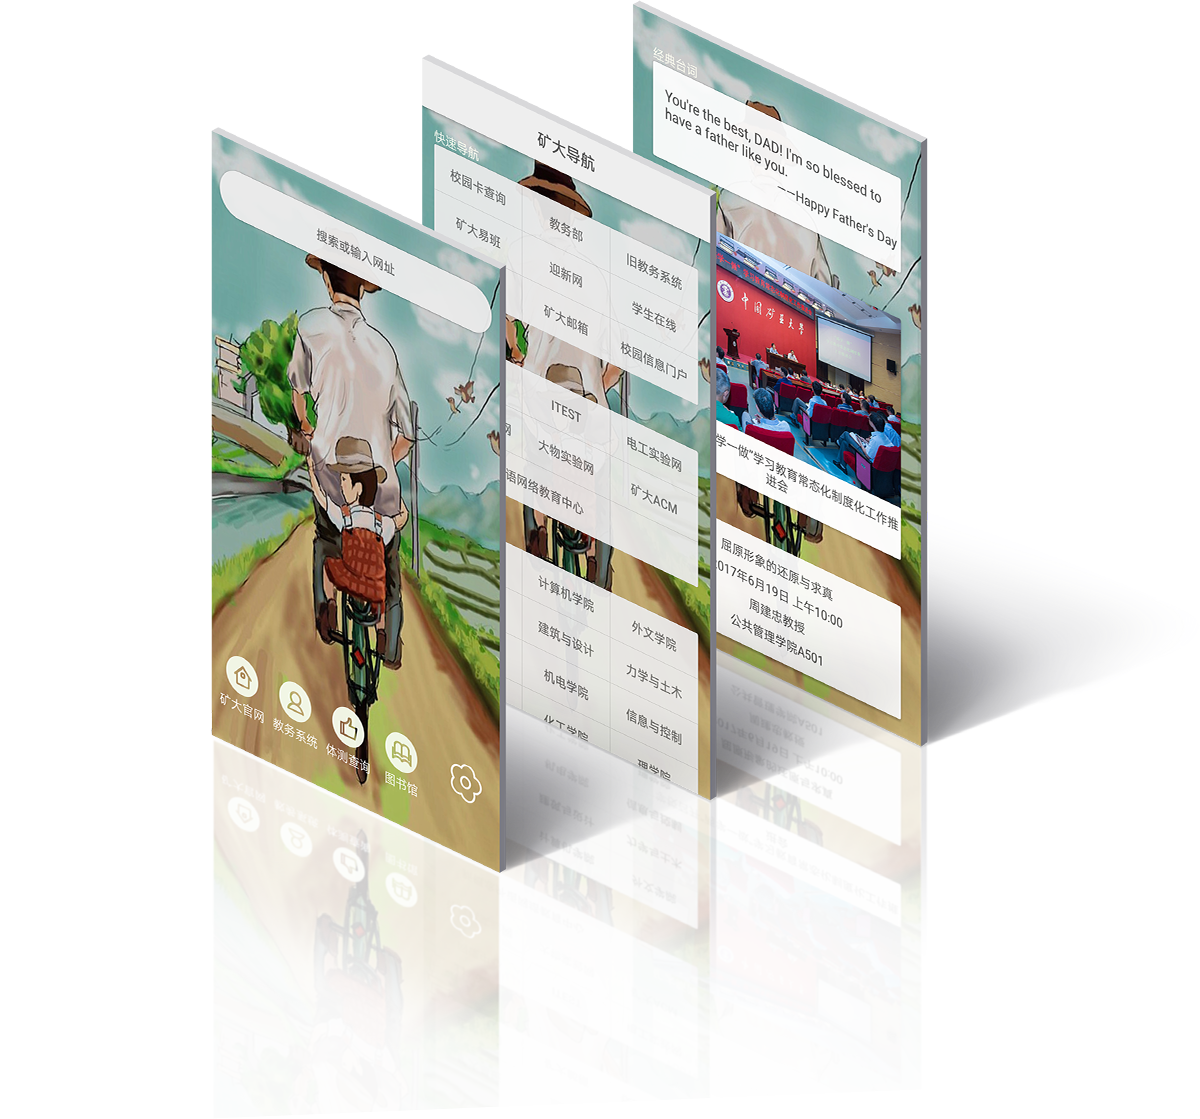 搜索或输入网址
矿大官网
教务系统
体测查询
图书馆
矿大导航
快速导航
校园卡查询
教务部
旧教务系统
矿大易班
迎新网
学生在线
矿大邮箱
校园信息门户
ITEST
电工实验网
网
大物实验网
矿大ACM
语网络教育中心
计算机学院
外文学院
建筑与设计
力学与土木
机电学院
信息与控制
化工学院
理学院
经典台词
You're the best, DAD! I'm so blessed to
have a father like you.
——Happy Father's Day
中国矿业大学
学一做"学习教育常态化制度化工作推
进会
屈原形象的还原与求真
2017年6月19日 上午10:00
周建忠教授
公共管理学院A501